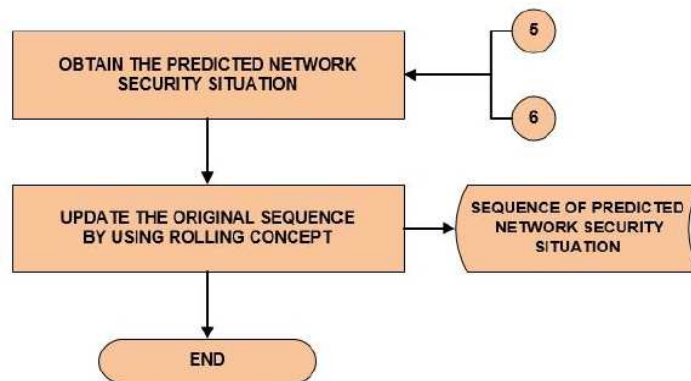 5
OBTAIN THE PREDICTED NETWORK
SECURITY SITUATION
6
UPDATE THE ORIGINAL SEQUENCE
BY USING ROLLING CONCEPT
SEQUENCE OF PREDICTED
NETWORK SECURITY
SITUATION
END